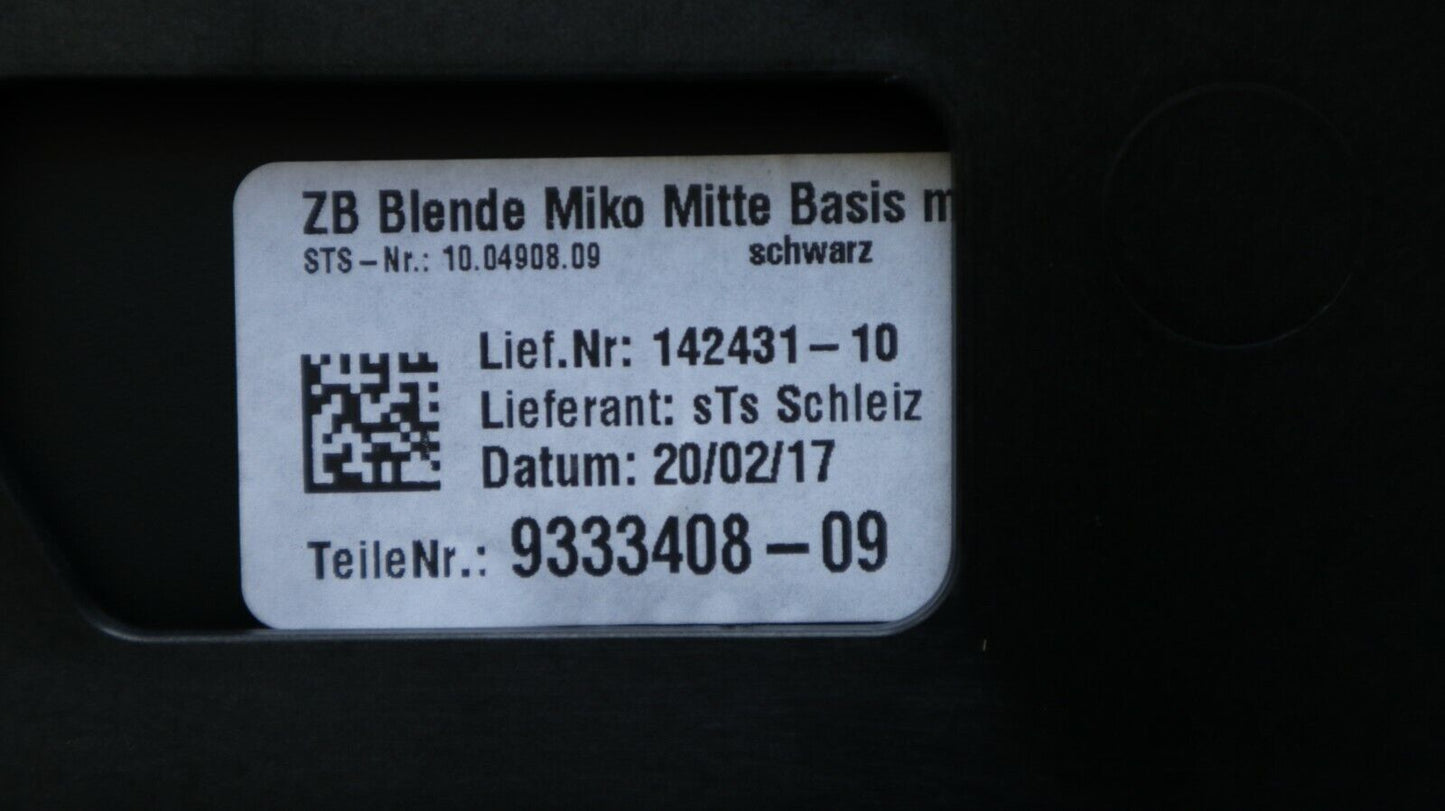 ZB Blende Miko Mitte Basis m
STS-Nr.: 10.04908.09 schwarz
Lief.Nr: 142431-10
Lieferant: sTs Schleiz
Datum: 20/02/17
TeileNr.: 9333408-09